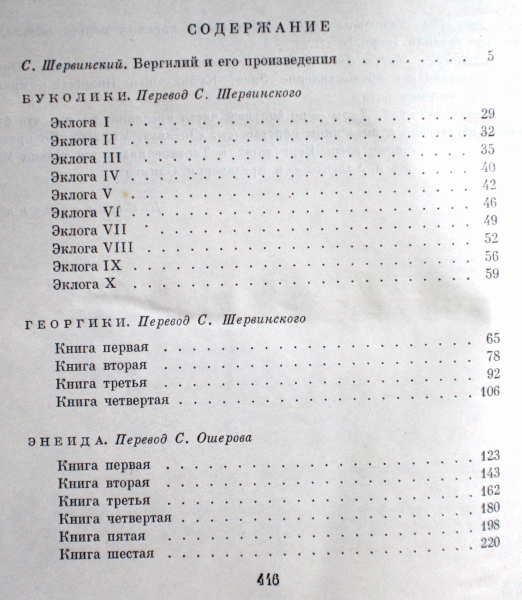 СОДЕРЖАНИЕ
С. Шервинский. Вергилий и его произведения . . . . . . . . . 5
БУКОЛИКИ. Перевод С. Шервинского
Эклога I . . . . . . . . . . . . . . . . . . . . 29
Эклога II . . . . . . . . . . . . . . . . . . . . 32
Эклога III . . . . . . . . . . . . . . . . . . . . 35
Эклога IV . . . . . . . . . . . . . . . . . . . . 40
Эклога V . . . . . . . . . . . . . . . . . . . . 42
Эклога VI . . . . . . . . . . . . . . . . . . . . 46
Эклога VII . . . . . . . . . . . . . . . . . . . . 49
Эклога VIII . . . . . . . . . . . . . . . . . . . . 52
Эклога IX . . . . . . . . . . . . . . . . . . . . 56
Эклога X . . . . . . . . . . . . . . . . . . . . 59
ГЕОРГИКИ. Перевод С. Шервинского
Книга первая . . . . . . . . . . . . . . . . . . 65
Книга вторая . . . . . . . . . . . . . . . . . . 78
Книга третья . . . . . . . . . . . . . . . . . . 92
Книга четвертая . . . . . . . . . . . . . . . . . . 106
ЭНЕИДА. Перевод С. Ошерова
Книга первая . . . . . . . . . . . . . . . . . . 123
Книга вторая . . . . . . . . . . . . . . . . . . 143
Книга третья . . . . . . . . . . . . . . . . . . 162
Книга четвертая . . . . . . . . . . . . . . . . . . 180
Книга пятая . . . . . . . . . . . . . . . . . . 198
Книга шестая . . . . . . . . . . . . . . . . . . 220
416